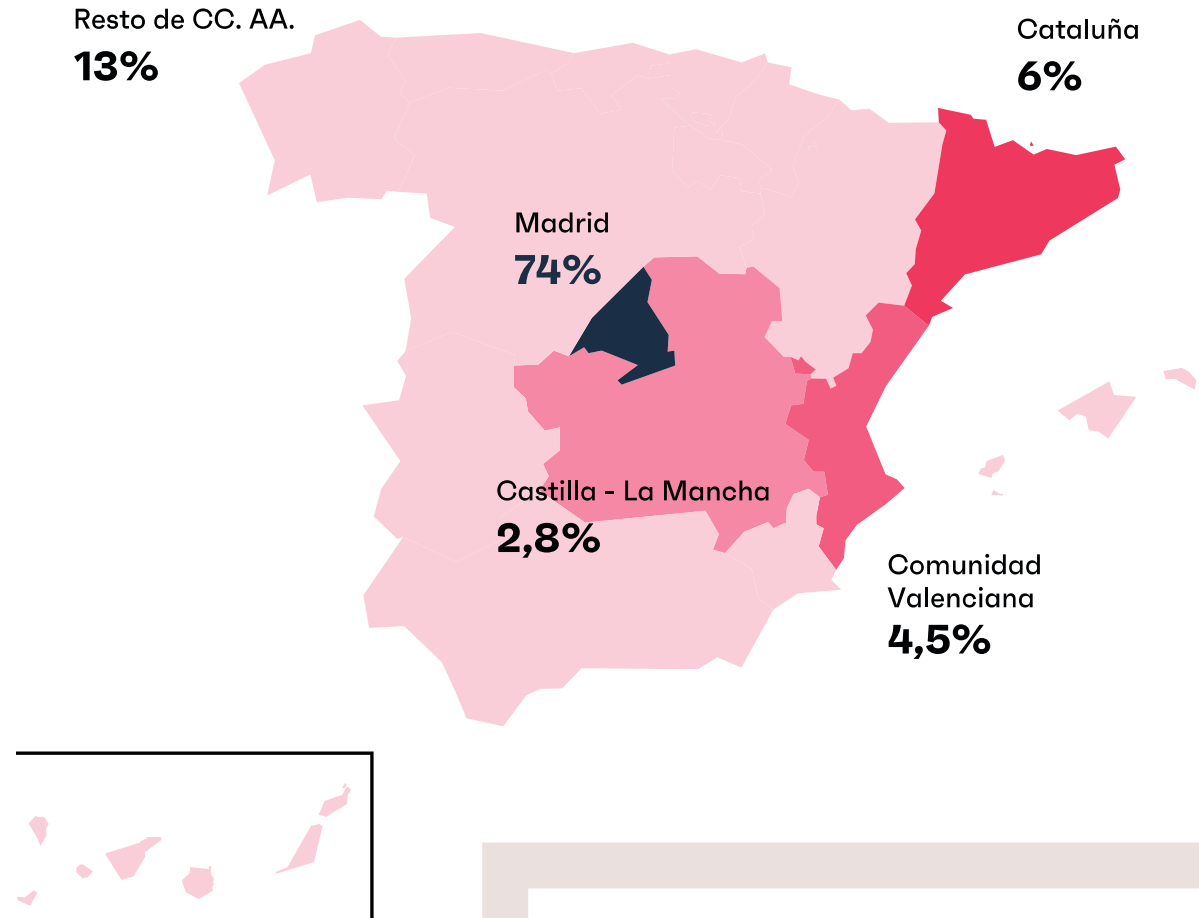 Resto de CC. AA.
13%
Cataluña
6%
Madrid
74%
Castilla - La Mancha
2,8%
Comunidad
Valenciana
4,5%